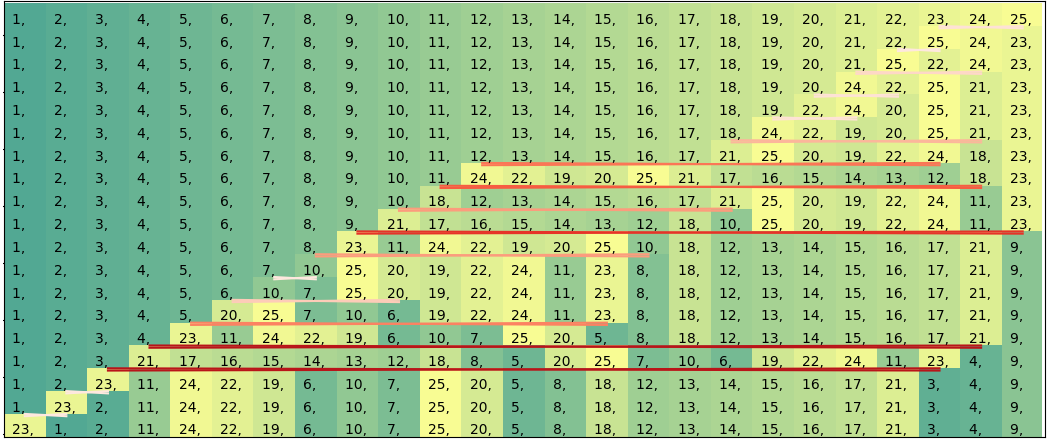 1, 2, 3, 4, 5, 6, 7, 8, 9, 10, 11, 12, 13, 14, 15, 16, 17, 18, 19, 20, 21, 22, 23, 24, 25,
1, 2, 3, 4, 5, 6, 7, 8, 9, 10, 11, 12, 13, 14, 15, 16, 17, 18, 19, 20, 21, 22, 25, 24, 23,
1, 2, 3, 4, 5, 6, 7, 8, 9, 10, 11, 12, 13, 14, 15, 16, 17, 18, 19, 20, 21, 25, 22, 24, 23,
1, 2, 3, 4, 5, 6, 7, 8, 9, 10, 11, 12, 13, 14, 15, 16, 17, 18, 19, 20, 24, 22, 25, 21, 23,
1, 2, 3, 4, 5, 6, 7, 8, 9, 10, 11, 12, 13, 14, 15, 16, 17, 18, 19, 22, 24, 20, 25, 21, 23,
1, 2, 3, 4, 5, 6, 7, 8, 9, 10, 11, 12, 13, 14, 15, 16, 17, 18, 24, 22, 19, 20, 25, 21, 23,
1, 2, 3, 4, 5, 6, 7, 8, 9, 10, 11, 12, 13, 14, 15, 16, 17, 21, 25, 20, 19, 22, 24, 18, 23,
1, 2, 3, 4, 5, 6, 7, 8, 9, 10, 11, 24, 22, 19, 20, 25, 21, 17, 16, 15, 14, 13, 12, 18, 23,
1, 2, 3, 4, 5, 6, 7, 8, 9, 10, 18, 12, 13, 14, 15, 16, 17, 21, 25, 20, 19, 22, 24, 11, 23,
1, 2, 3, 4, 5, 6, 7, 8, 9, 21, 17, 16, 15, 14, 13, 12, 18, 10, 25, 20, 19, 22, 24, 11, 23,
1, 2, 3, 4, 5, 6, 7, 8, 23, 11, 24, 22, 19, 20, 25, 10, 18, 12, 13, 14, 15, 16, 17, 21, 9,
1, 2, 3, 4, 5, 6, 7, 10, 25, 20, 19, 22, 24, 11, 23, 8, 18, 12, 13, 14, 15, 16, 17, 21, 9,
1, 2, 3, 4, 5, 6, 10, 7, 25, 20, 19, 22, 24, 11, 23, 8, 18, 12, 13, 14, 15, 16, 17, 21, 9,
1, 2, 3, 4, 5, 20, 25, 7, 10, 6, 19, 22, 24, 11, 23, 8, 18, 12, 13, 14, 15, 16, 17, 21, 9,
1, 2, 3, 4, 23, 11, 24, 22, 19, 6, 10, 7, 25, 20, 5, 8, 18, 12, 13, 14, 15, 16, 17, 21, 9,
1, 2, 3, 21, 17, 16, 15, 14, 13, 12, 18, 8, 5, 20, 25, 7, 10, 6, 19, 22, 24, 11, 23, 4, 9,
1, 2, 23, 11, 24, 22, 19, 6, 10, 7, 25, 20, 5, 8, 18, 12, 13, 14, 15, 16, 17, 21, 3, 4, 9,
1, 23, 2, 11, 24, 22, 19, 6, 10, 7, 25, 20, 5, 8, 18, 12, 13, 14, 15, 16, 17, 21, 3, 4, 9,
23, 1, 2, 11, 24, 22, 19, 6, 10, 7, 25, 20, 5, 8, 18, 12, 13, 14, 15, 16, 17, 21, 3, 4, 9,